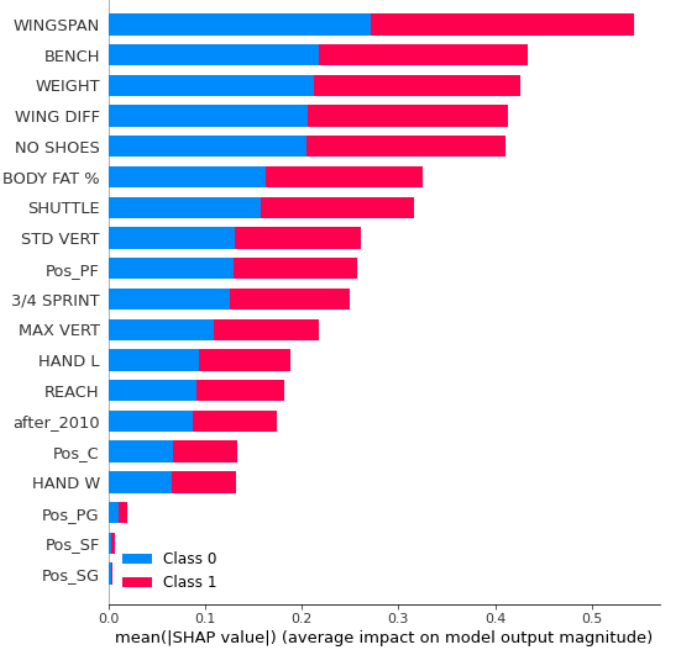 WINGSPAN
BENCH
WEIGHT
WING DIFF
NO SHOES
BODY FAT %
SHUTTLE
STD VERT
Pos_PF
3/4 SPRINT
MAX VERT
HAND L
REACH
after_2010
Pos_C
HAND W
Pos_PG
Pos_SF
Pos_SG
Class 0
Class 1
0.0 0.1 0.2 0.3 0.4 0.5
mean(|SHAP value|) (average impact on model output magnitude)